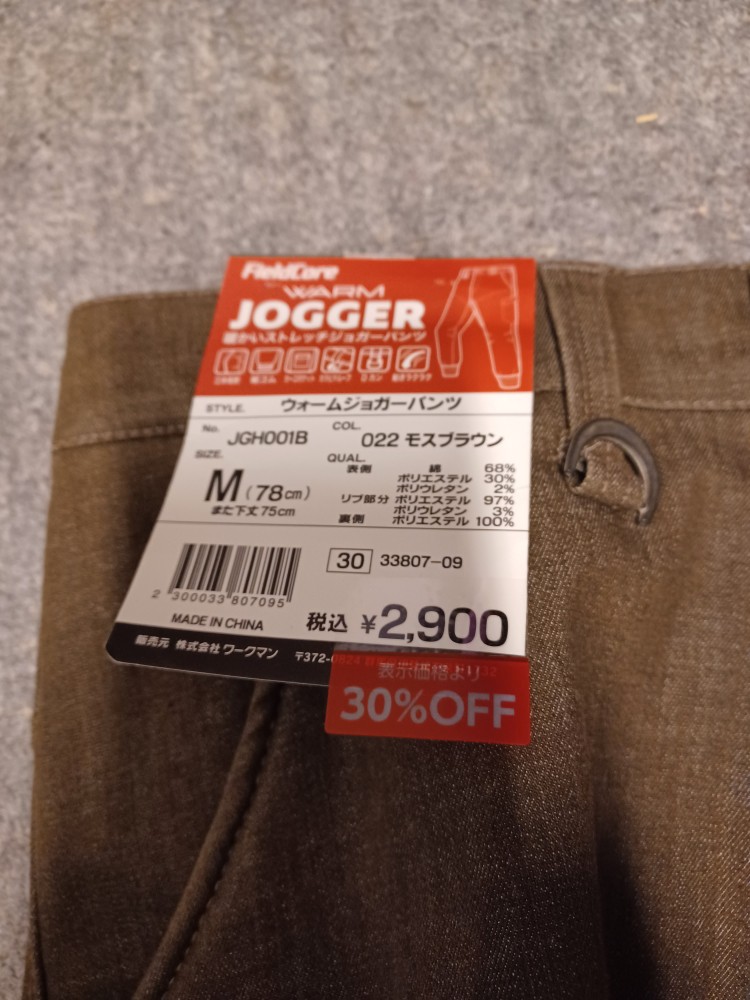 FieldCore
WARM
JOGGER
暖かいストレッチジョガーパンツ
STYLE. ウォームジョガーパンツ
No. JGH001B COL. 022 モスブラウン
SIZE. M(78cm)
また下丈75cm
QUAL.
表側 綿 68%
ポリエステル 30%
ポリウレタン 2%
リブ部分 ポリエステル 97%
ポリウレタン 3%
裏側 ポリエステル 100%
30 33807-09
2 300033 807095
MADE IN CHINA
税込 ¥2,900
販売元 株式会社ワークマン 〒372-
表示価格より
30%OFF